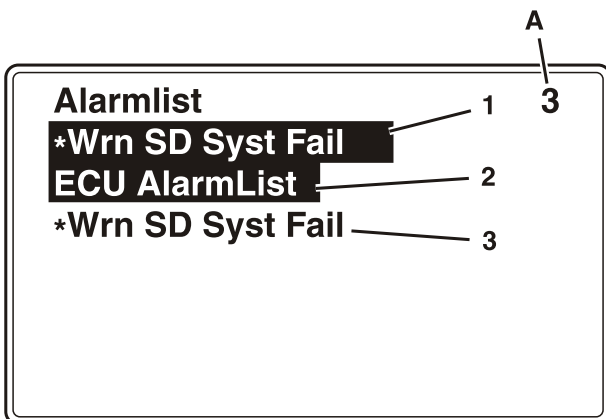 A
Alarmlist 3
*Wrn SD Syst Fail 1
ECU AlarmList 2
*Wrn SD Syst Fail 3